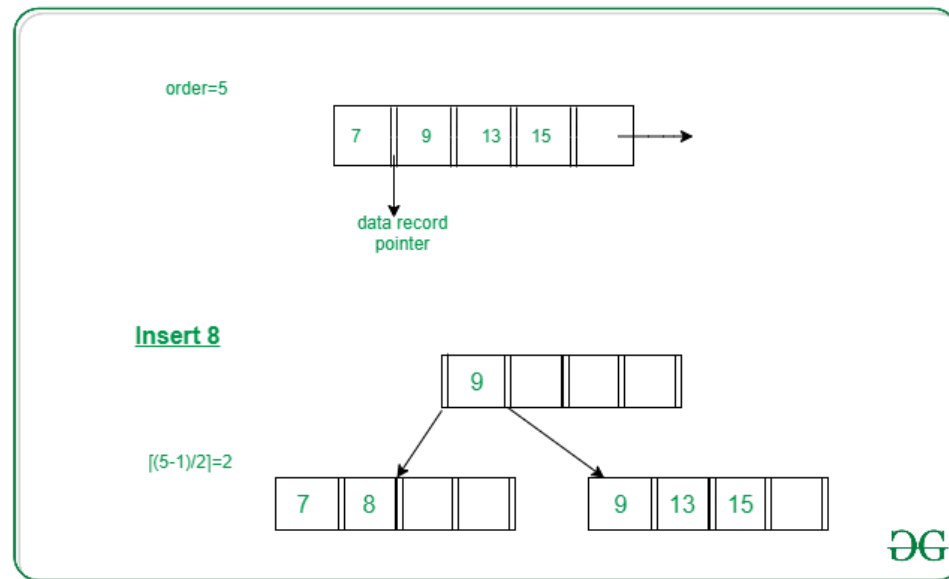 order=5
7 9 13 15
data record
pointer
Insert 8
9
⌈(5-1)/2⌉=2
7 8
9 13 15